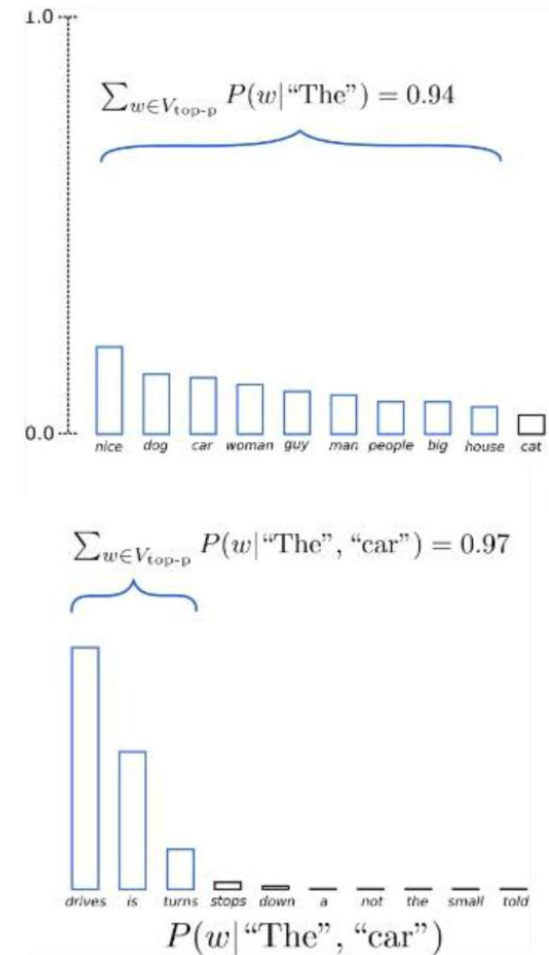 1.0
∑w∈Vtop-p P(w|“The”) = 0.94
0.0
nice dog car woman guy man people big house cat
∑w∈Vtop-p P(w|“The”, “car”) = 0.97
drives is turns stops down a not the small told
P(w|“The”, “car”)